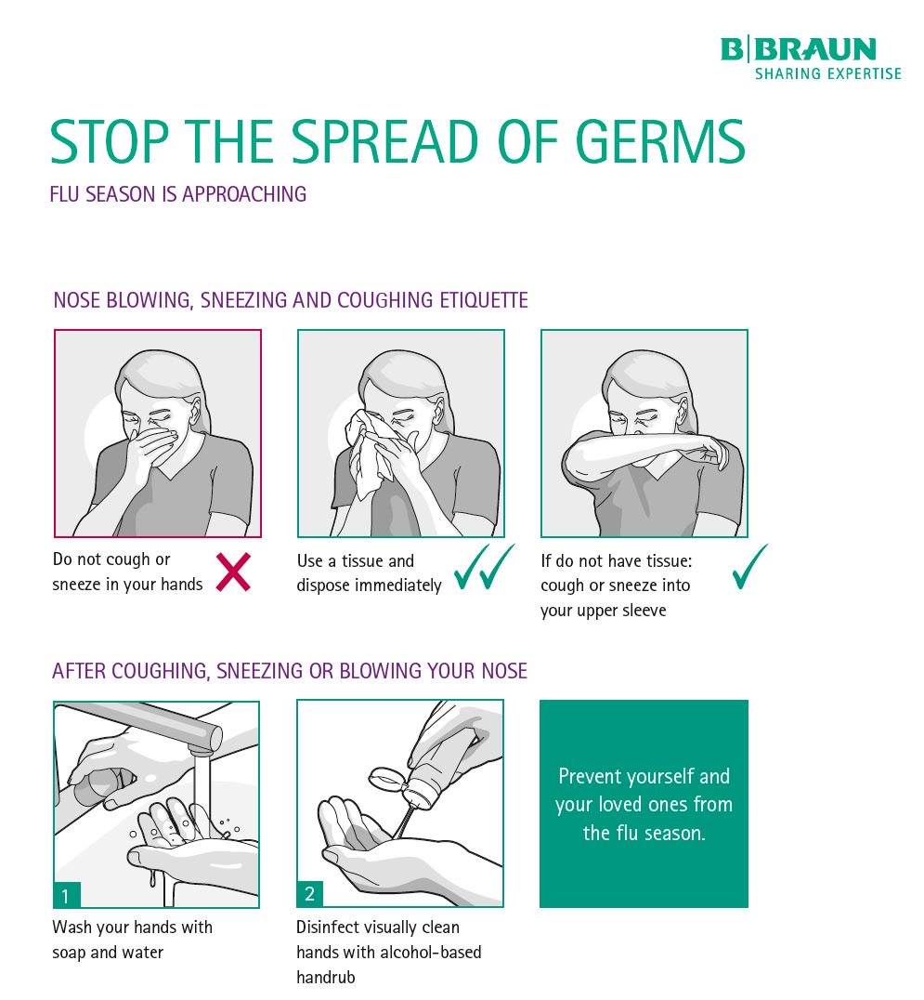 B|BRAUN
SHARING EXPERTISE
STOP THE SPREAD OF GERMS
FLU SEASON IS APPROACHING
NOSE BLOWING, SNEEZING AND COUGHING ETIQUETTE
Do not cough or
sneeze in your hands
Use a tissue and
dispose immediately
If do not have tissue:
cough or sneeze into
your upper sleeve
AFTER COUGHING, SNEEZING OR BLOWING YOUR NOSE
1
Wash your hands with
soap and water
2
Disinfect visually clean
hands with alcohol-based
handrub
Prevent yourself and
your loved ones from
the flu season.